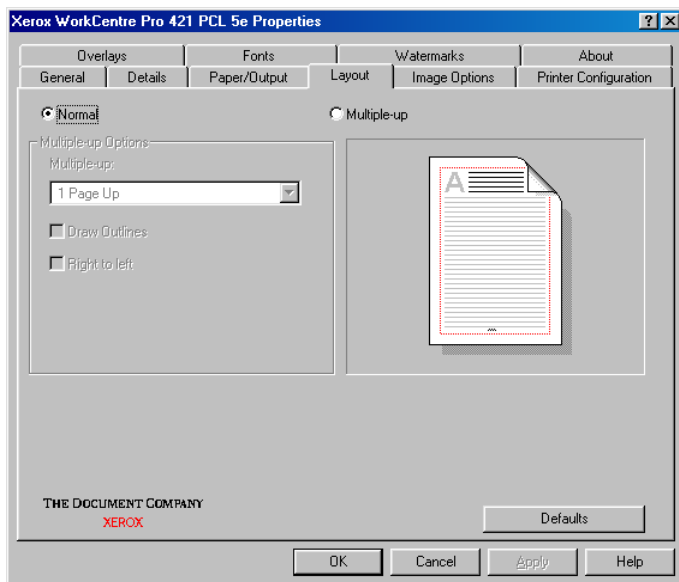 Xerox WorkCentre Pro 421 PCL 5e Properties
Overlays Fonts Watermarks About
General Details Paper/Output Layout Image Options Printer Configuration
Normal Multiple-up
Multiple-up Options
Multiple-up:
1 Page Up
Draw Outlines
Right to left
A
THE DOCUMENT COMPANY
XEROX
Defaults
OK Cancel Apply Help